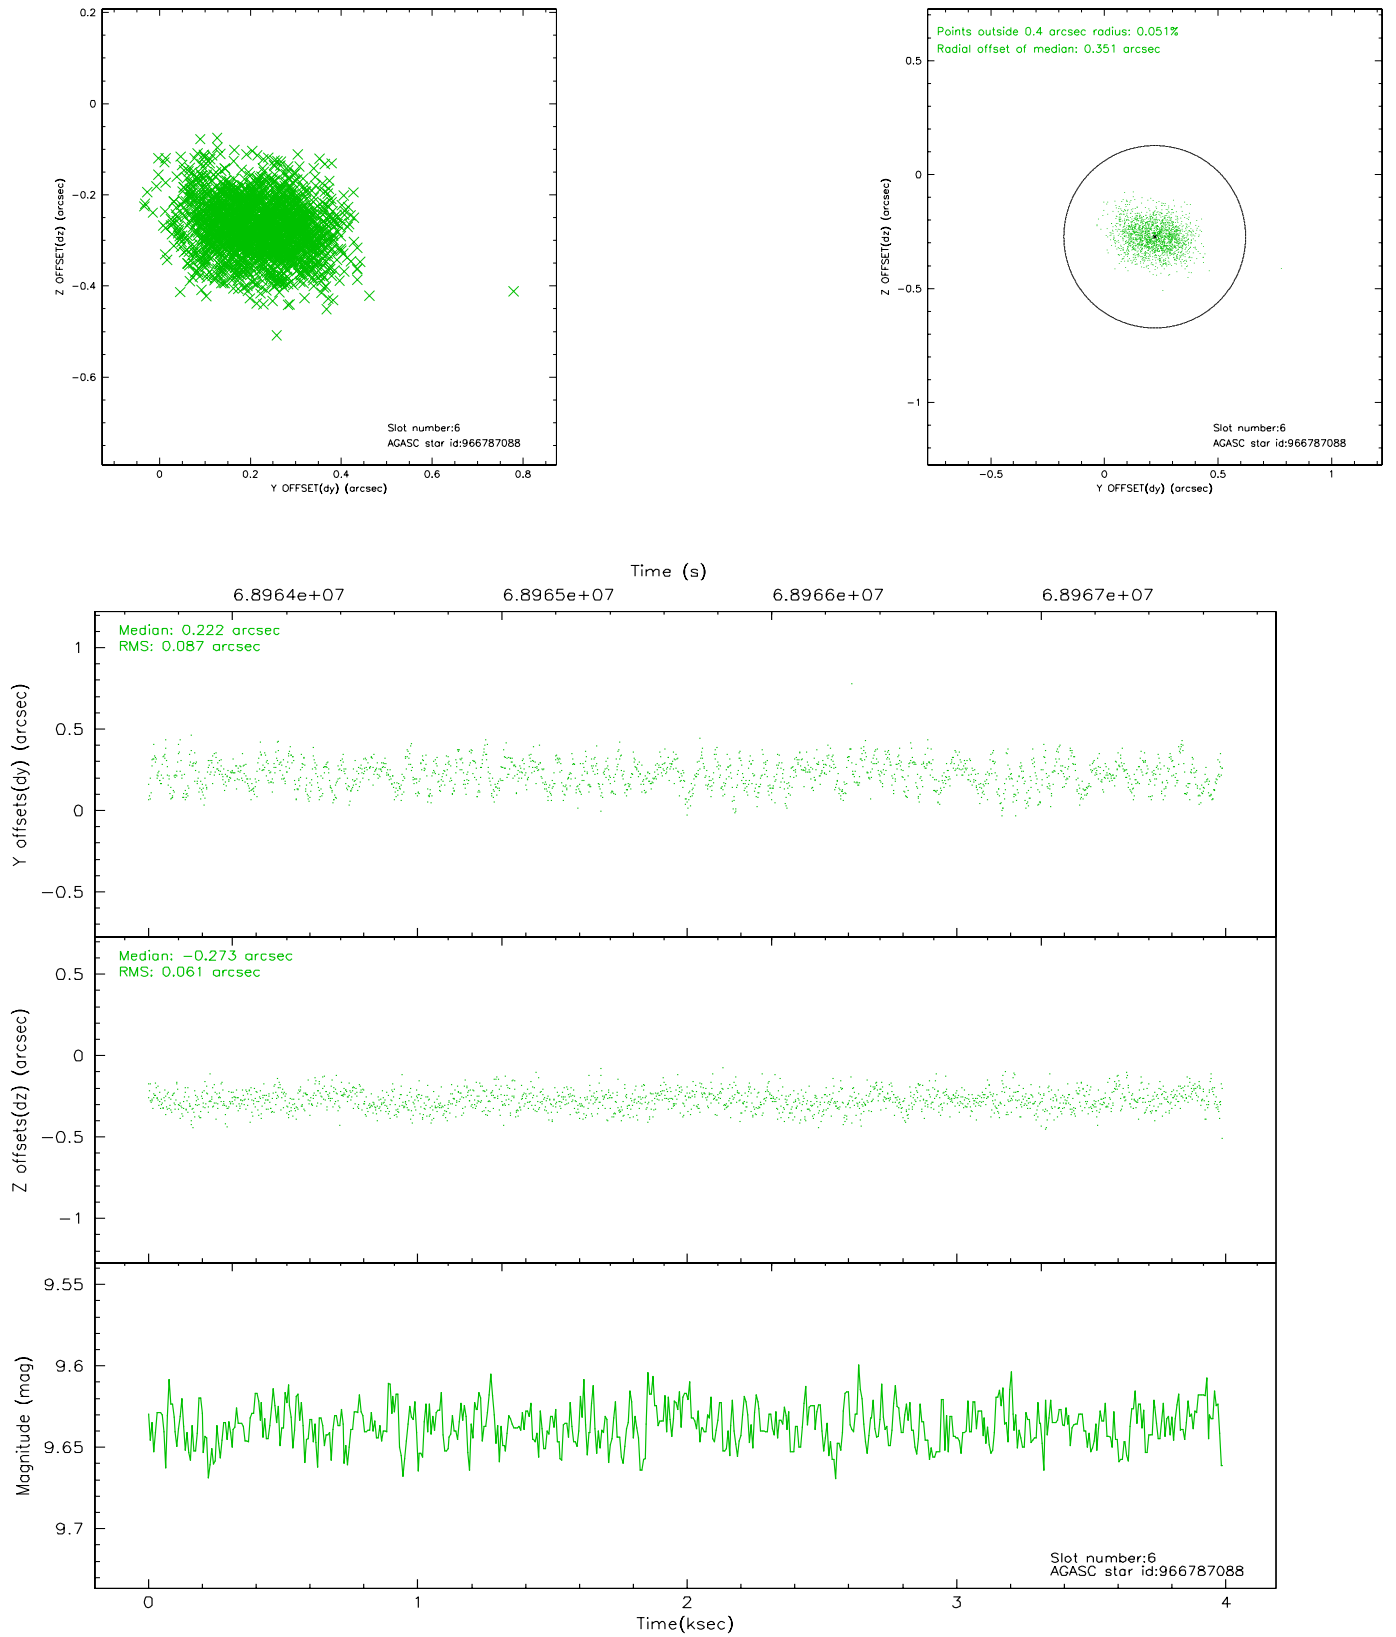 0.2
0
−0.2
−0.4
−0.6
Z OFFSET(dz) (arcsec)
Slot number:6
AGASC star id:966787088
0 0.2 0.4 0.6 0.8
Y OFFSET(dy) (arcsec)
Points outside 0.4 arcsec radius: 0.051%
Radial offset of median: 0.351 arcsec
0.5
0
−0.5
−1
Z OFFSET(dz) (arcsec)
Slot number:6
AGASC star id:966787088
−0.5 0 0.5 1
Y OFFSET(dy) (arcsec)
Time (s)
6.8964e+07 6.8965e+07 6.8966e+07 6.8967e+07
Median: 0.222 arcsec
RMS: 0.087 arcsec
1
0.5
0
−0.5
Y offsets(dy) (arcsec)
Median: −0.273 arcsec
RMS: 0.061 arcsec
0.5
0
−0.5
−1
Z offsets(dz) (arcsec)
9.55
9.6
9.65
9.7
Magnitude (mag)
Slot number:6
AGASC star id:966787088
0 1 2 3 4
Time(ksec)